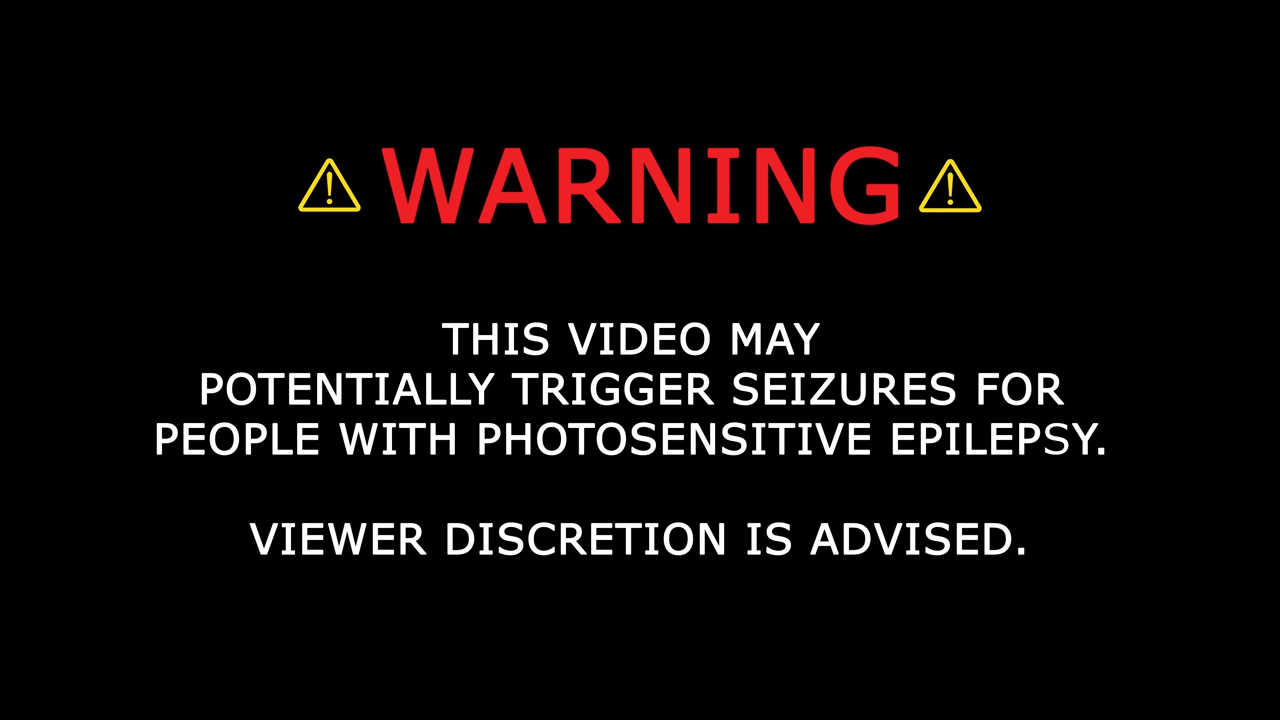 WARNING
THIS VIDEO MAY
POTENTIALLY TRIGGER SEIZURES FOR
PEOPLE WITH PHOTOSENSITIVE EPILEPSY.
VIEWER DISCRETION IS ADVISED.